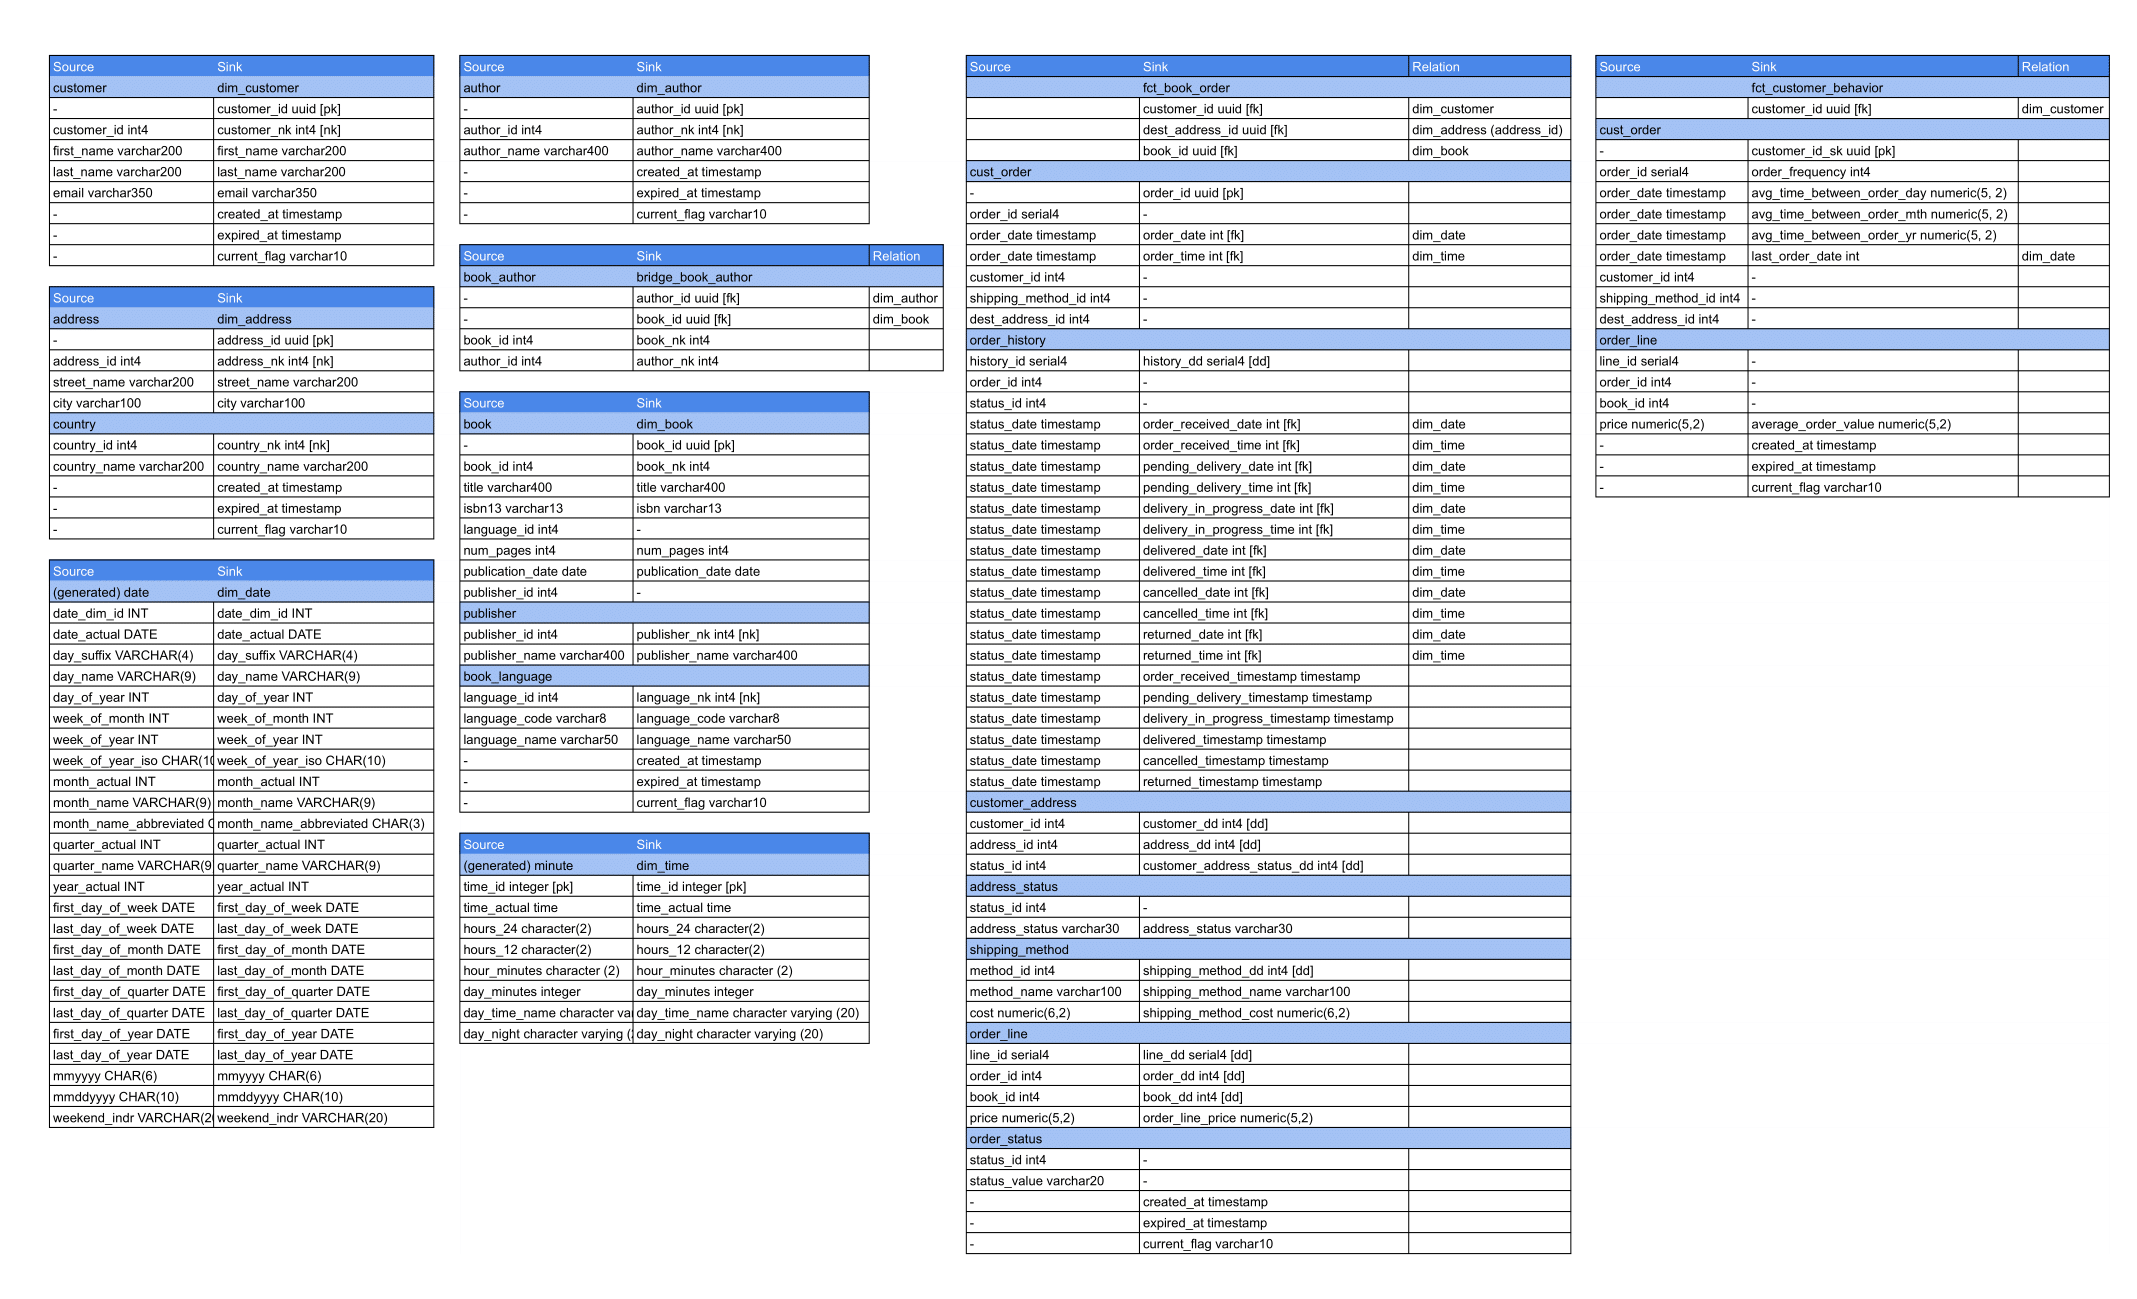 Source Sink
customer dim_customer
- customer_id uuid [pk]
customer_id int4 customer_nk int4 [nk]
first_name varchar200 first_name varchar200
last_name varchar200 last_name varchar200
email varchar350 email varchar350
- created_at timestamp
- expired_at timestamp
- current_flag varchar10
Source Sink
address dim_address
- address_id uuid [pk]
address_id int4 address_nk int4 [nk]
street_name varchar200 street_name varchar200
city varchar100 city varchar100
country
country_id int4 country_nk int4 [nk]
country_name varchar200 country_name varchar200
- created_at timestamp
- expired_at timestamp
- current_flag varchar10
Source Sink
(generated) date dim_date
date_dim_id INT date_dim_id INT
date_actual DATE date_actual DATE
day_suffix VARCHAR(4) day_suffix VARCHAR(4)
day_name VARCHAR(9) day_name VARCHAR(9)
day_of_year INT day_of_year INT
week_of_month INT week_of_month INT
week_of_year INT week_of_year INT
week_of_year_iso CHAR(10 week_of_year_iso CHAR(10)
month_actual INT month_actual INT
month_name VARCHAR(9) month_name VARCHAR(9)
month_name_abbreviated C month_name_abbreviated CHAR(3)
quarter_actual INT quarter_actual INT
quarter_name VARCHAR(9 quarter_name VARCHAR(9)
year_actual INT year_actual INT
first_day_of_week DATE first_day_of_week DATE
last_day_of_week DATE last_day_of_week DATE
first_day_of_month DATE first_day_of_month DATE
last_day_of_month DATE last_day_of_month DATE
first_day_of_quarter DATE first_day_of_quarter DATE
last_day_of_quarter DATE last_day_of_quarter DATE
first_day_of_year DATE first_day_of_year DATE
last_day_of_year DATE last_day_of_year DATE
mmyyyy CHAR(6) mmyyyy CHAR(6)
mmddyyyy CHAR(10) mmddyyyy CHAR(10)
weekend_indr VARCHAR(20 weekend_indr VARCHAR(20)
Source Sink
author dim_author
- author_id uuid [pk]
author_id int4 author_nk int4 [nk]
author_name varchar400 author_name varchar400
- created_at timestamp
- expired_at timestamp
- current_flag varchar10
Source Sink Relation
book_author bridge_book_author
- author_id uuid [fk] dim_author
- book_id uuid [fk] dim_book
book_id int4 book_nk int4
author_id int4 author_nk int4
Source Sink
book dim_book
- book_id uuid [pk]
book_id int4 book_nk int4
title varchar400 title varchar400
isbn13 varchar13 isbn varchar13
language_id int4 -
num_pages int4 num_pages int4
publication_date date publication_date date
publisher_id int4 -
publisher
publisher_id int4 publisher_nk int4 [nk]
publisher_name varchar400 publisher_name varchar400
book_language
language_id int4 language_nk int4 [nk]
language_code varchar8 language_code varchar8
language_name varchar50 language_name varchar50
- created_at timestamp
- expired_at timestamp
- current_flag varchar10
Source Sink
(generated) minute dim_time
time_id integer [pk] time_id integer [pk]
time_actual time time_actual time
hours_24 character(2) hours_24 character(2)
hours_12 character(2) hours_12 character(2)
hour_minutes character (2) hour_minutes character (2)
day_minutes integer day_minutes integer
day_time_name character var day_time_name character varying (20)
day_night character varying (2 day_night character varying (20)
Source Sink Relation
fct_book_order
customer_id uuid [fk] dim_customer
dest_address_id uuid [fk] dim_address (address_id)
book_id uuid [fk] dim_book
cust_order
- order_id uuid [pk]
order_id serial4 -
order_date timestamp order_date int [fk] dim_date
order_date timestamp order_time int [fk] dim_time
customer_id int4 -
shipping_method_id int4 -
dest_address_id int4 -
order_history
history_id serial4 history_dd serial4 [dd]
order_id int4 -
status_id int4 -
status_date timestamp order_received_date int [fk] dim_date
status_date timestamp order_received_time int [fk] dim_time
status_date timestamp pending_delivery_date int [fk] dim_date
status_date timestamp pending_delivery_time int [fk] dim_time
status_date timestamp delivery_in_progress_date int [fk] dim_date
status_date timestamp delivery_in_progress_time int [fk] dim_time
status_date timestamp delivered_date int [fk] dim_date
status_date timestamp delivered_time int [fk] dim_time
status_date timestamp cancelled_date int [fk] dim_date
status_date timestamp cancelled_time int [fk] dim_time
status_date timestamp returned_date int [fk] dim_date
status_date timestamp returned_time int [fk] dim_time
status_date timestamp order_received_timestamp timestamp
status_date timestamp pending_delivery_timestamp timestamp
status_date timestamp delivery_in_progress_timestamp timestamp
status_date timestamp delivered_timestamp timestamp
status_date timestamp cancelled_timestamp timestamp
status_date timestamp returned_timestamp timestamp
customer_address
customer_id int4 customer_dd int4 [dd]
address_id int4 address_dd int4 [dd]
status_id int4 customer_address_status_dd int4 [dd]
address_status
status_id int4 -
address_status varchar30 address_status varchar30
shipping_method
method_id int4 shipping_method_dd int4 [dd]
method_name varchar100 shipping_method_name varchar100
cost numeric(6,2) shipping_method_cost numeric(6,2)
order_line
line_id serial4 line_dd serial4 [dd]
order_id int4 order_dd int4 [dd]
book_id int4 book_dd int4 [dd]
price numeric(5,2) order_line_price numeric(5,2)
order_status
status_id int4 -
status_value varchar20 -
- created_at timestamp
- expired_at timestamp
- current_flag varchar10
Source Sink Relation
fct_customer_behavior
customer_id uuid [fk] dim_customer
cust_order
- customer_id_sk uuid [pk]
order_id serial4 order_frequency int4
order_date timestamp avg_time_between_order_day numeric(5, 2)
order_date timestamp avg_time_between_order_mth numeric(5, 2)
order_date timestamp avg_time_between_order_yr numeric(5, 2)
order_date timestamp last_order_date int dim_date
customer_id int4 -
shipping_method_id int4 -
dest_address_id int4 -
order_line
line_id serial4 -
order_id int4 -
book_id int4 -
price numeric(5,2) average_order_value numeric(5,2)
- created_at timestamp
- expired_at timestamp
- current_flag varchar10